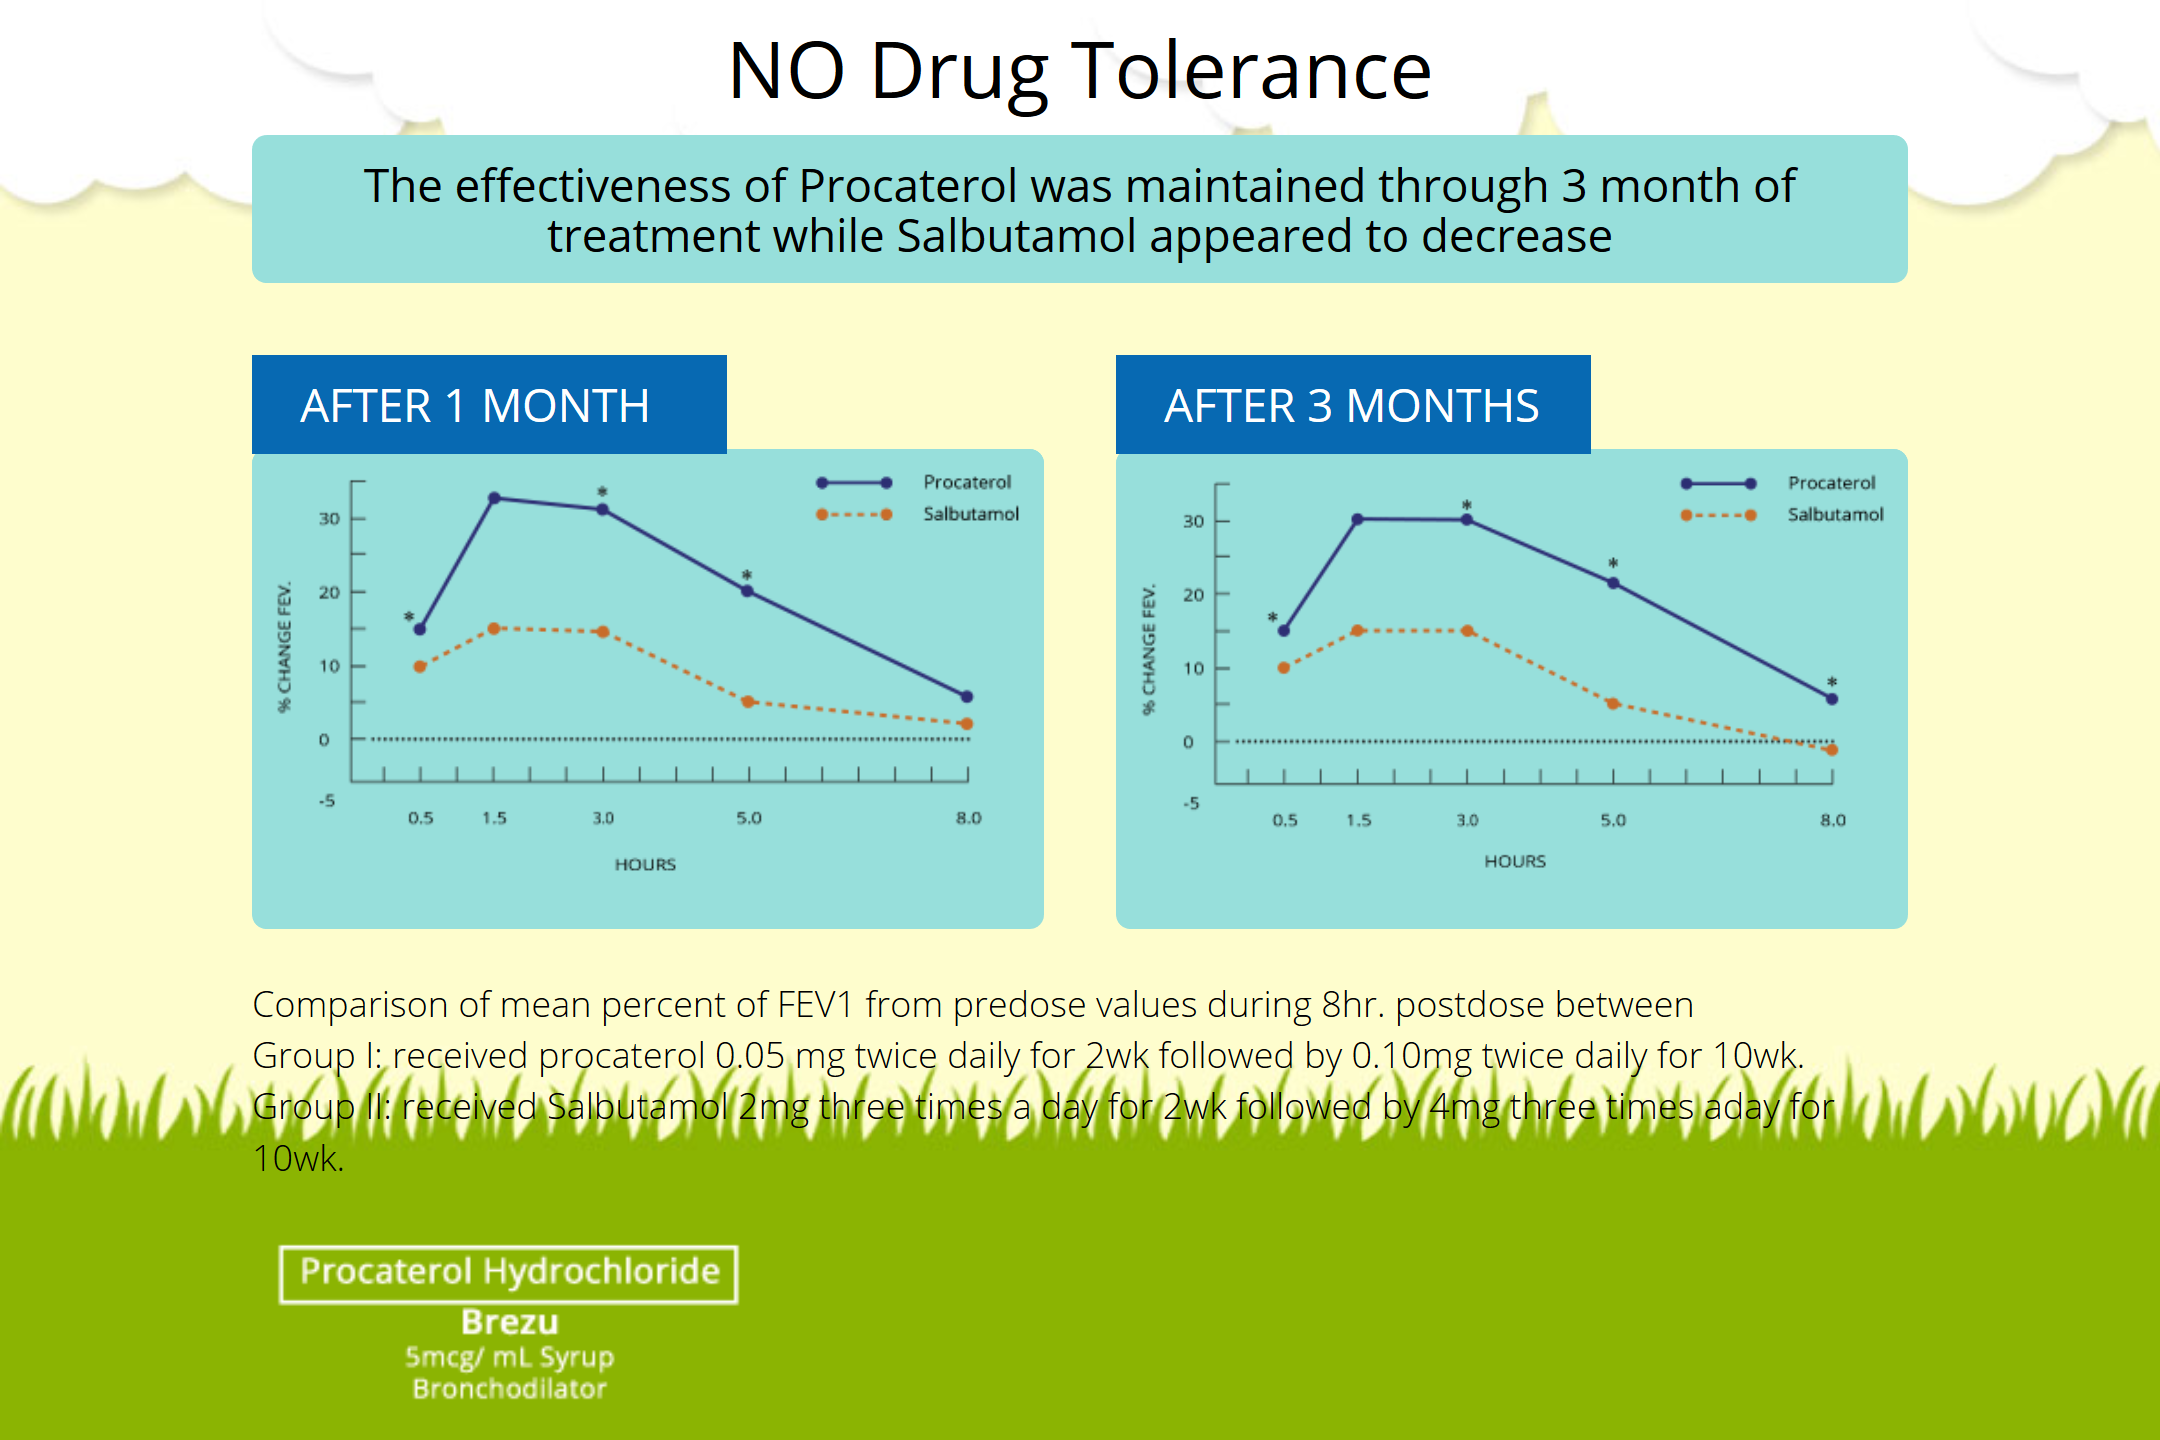 NO Drug Tolerance
The effectiveness of Procaterol was maintained through 3 month of
treatment while Salbutamol appeared to decrease
AFTER 1 MONTH
% CHANGE FEV.
30
20
10
0
-5
*
*
*
Procaterol
Salbutamol
0.5 1.5 3.0 5.0 8.0
HOURS
AFTER 3 MONTHS
% CHANGE FEV.
30
20
10
0
-5
*
*
*
*
Procaterol
Salbutamol
0.5 1.5 3.0 5.0 8.0
HOURS
Comparison of mean percent of FEV1 from predose values during 8hr. postdose between
Group I: received procaterol 0.05 mg twice daily for 2wk followed by 0.10mg twice daily for 10wk.
Group II: received Salbutamol 2mg three times a day for 2wk followed by 4mg three times aday for
10wk.
Procaterol Hydrochloride
Brezu
5mcg/ mL Syrup
Bronchodilator